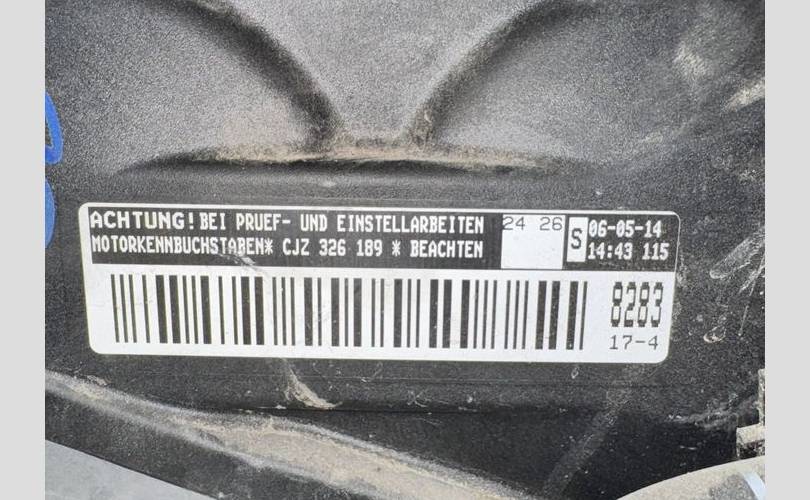 ACHTUNG! BEI PRUEF- UND EINSTELLARBEITEN
MOTORKENNBUCHSTABEN* CJZ 326 189 * BEACHTEN
24 26
S
06-05-14
14:43 115
8283
17-4